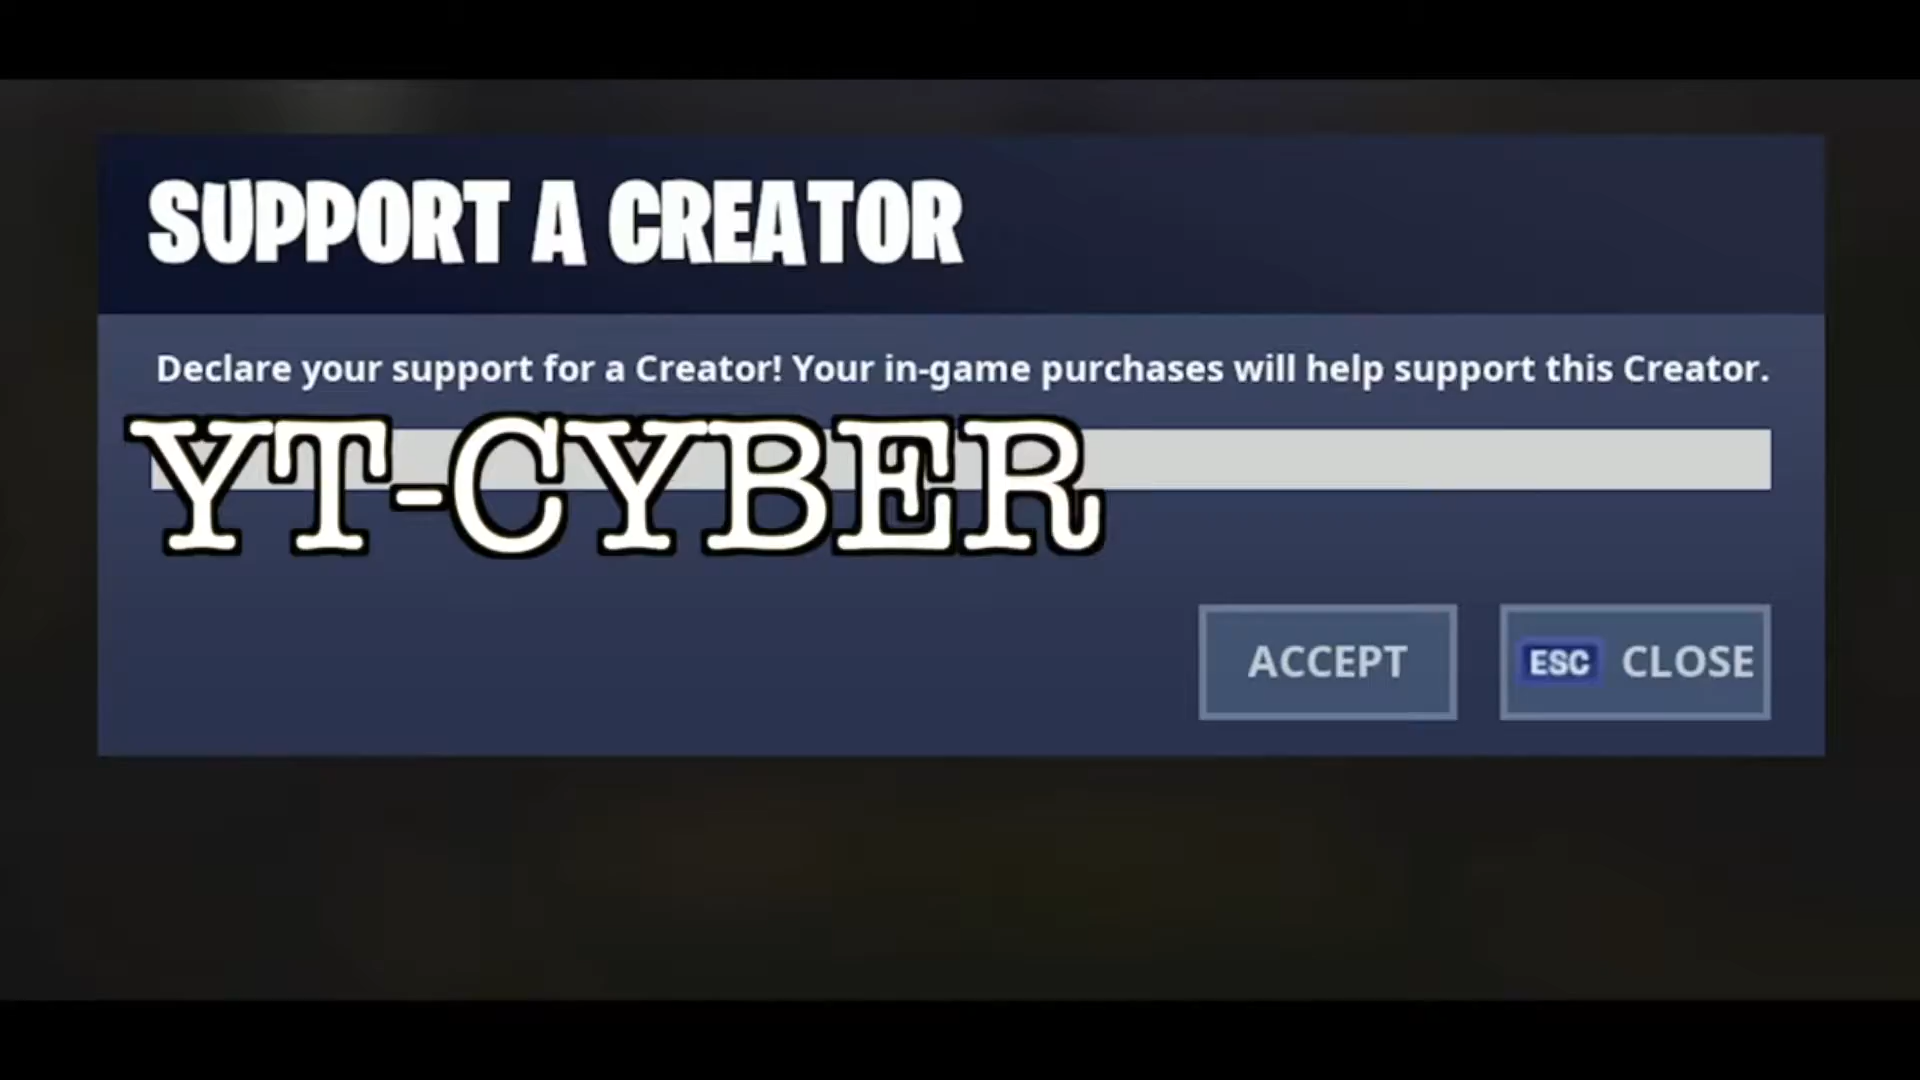 SUPPORT A CREATOR
Declare your support for a Creator! Your in-game purchases will help support this Creator.
YT-CYBER
ACCEPT
ESC CLOSE